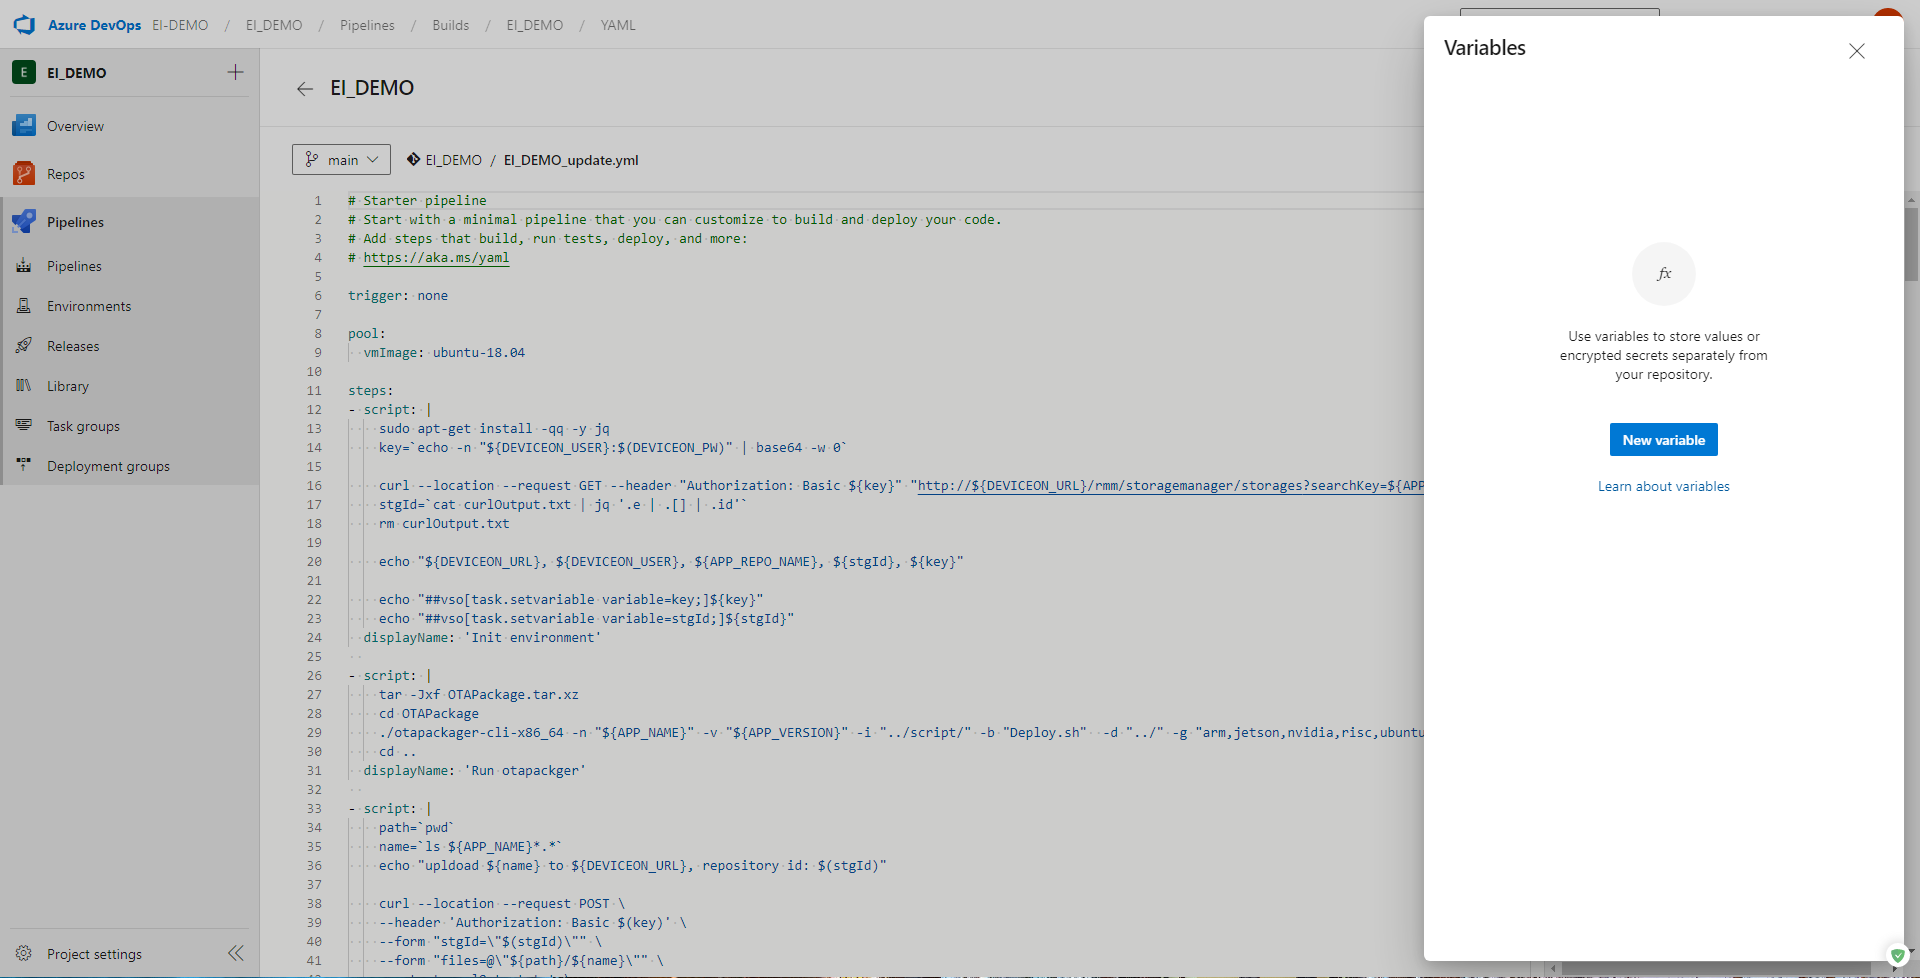 Azure DevOps EI-DEMO / EI_DEMO / Pipelines / Builds / EI_DEMO / YAML
E EI_DEMO
Overview
Repos
Pipelines
Pipelines
Environments
Releases
Library
Task groups
Deployment groups
Project settings
EI_DEMO
main EI_DEMO / EI_DEMO_update.yml
1 # Starter pipeline
2 # Start with a minimal pipeline that you can customize to build and deploy your code.
3 # Add steps that build, run tests, deploy, and more:
4 # https://aka.ms/yaml
5
6 trigger: none
7
8 pool:
9 vmImage: ubuntu-18.04
10
11 steps:
12 - script: |
13 sudo apt-get install -qq -y jq
14 key=`echo -n "${DEVICEON_USER}:$(DEVICEON_PW)" | base64 -w 0`
15
16 curl --location --request GET --header "Authorization: Basic ${key}" "http://${DEVICEON_URL}/rmm/storagemanager/storages?searchKey=${APP
17 stgId=`cat curlOutput.txt | jq '.e | .[] | .id'`
18 rm curlOutput.txt
19
20 echo "${DEVICEON_URL}, ${DEVICEON_USER}, ${APP_REPO_NAME}, ${stgId}, ${key}"
21
22 echo "##vso[task.setvariable variable=key;]${key}"
23 echo "##vso[task.setvariable variable=stgId;]${stgId}"
24 displayName: 'Init environment'
25
26 - script: |
27 tar -Jxf OTAPackage.tar.xz
28 cd OTAPackage
29 ./otapackager-cli-x86_64 -n "${APP_NAME}" -v "${APP_VERSION}" -i "../script/" -b "Deploy.sh" -d "../" -g "arm,jetson,nvidia,risc,ubuntu
30 cd ..
31 displayName: 'Run otapackger'
32
33 - script: |
34 path=`pwd`
35 name=`ls ${APP_NAME}*.*`
36 echo "upldoad ${name} to ${DEVICEON_URL}, repository id: $(stgId)"
37
38 curl --location --request POST \
39 --header 'Authorization: Basic $(key)' \
40 --form "stgId=\"$(stgId)\"" \
41 --form "files=@\"${path}/${name}\"" \
Variables
fx
Use variables to store values or
encrypted secrets separately from
your repository.
New variable
Learn about variables